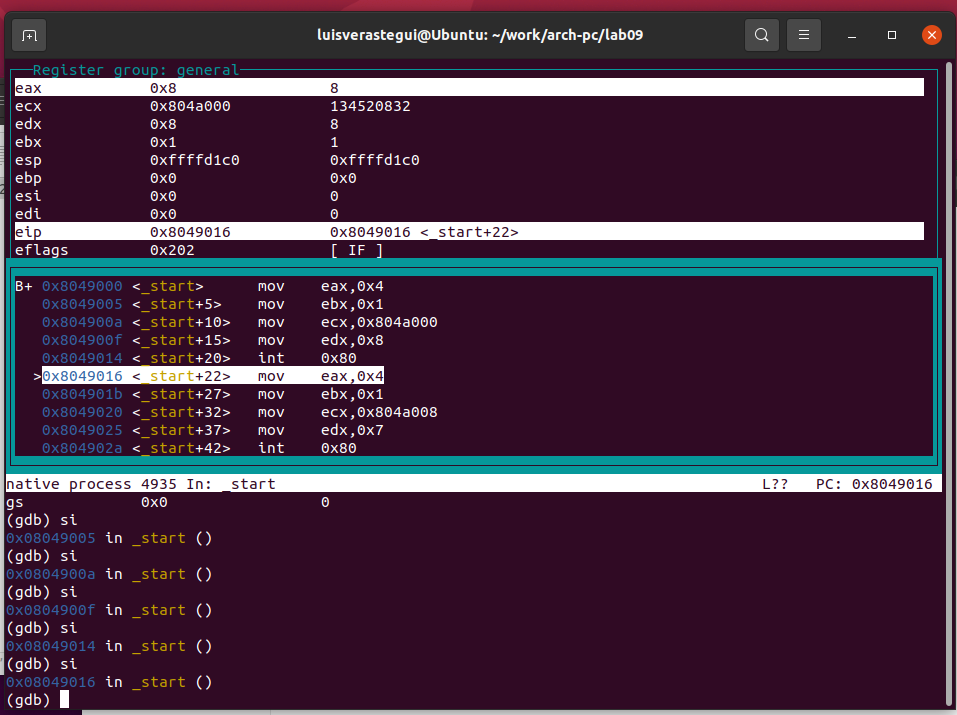 luisverastegui@Ubuntu: ~/work/arch-pc/lab09
Register group: general
eax 0x8 8
ecx 0x804a000 134520832
edx 0x8 8
ebx 0x1 1
esp 0xffffd1c0 0xffffd1c0
ebp 0x0 0x0
esi 0x0 0
edi 0x0 0
eip 0x8049016 0x8049016 <_start+22>
eflags 0x202 [ IF ]
B+ 0x8049000 <_start> mov eax,0x4
0x8049005 <_start+5> mov ebx,0x1
0x804900a <_start+10> mov ecx,0x804a000
0x804900f <_start+15> mov edx,0x8
0x8049014 <_start+20> int 0x80
>0x8049016 <_start+22> mov eax,0x4
0x804901b <_start+27> mov ebx,0x1
0x8049020 <_start+32> mov ecx,0x804a008
0x8049025 <_start+37> mov edx,0x7
0x804902a <_start+42> int 0x80
native process 4935 In: _start L?? PC: 0x8049016
gs 0x0 0
(gdb) si
0x08049005 in _start ()
(gdb) si
0x0804900a in _start ()
(gdb) si
0x0804900f in _start ()
(gdb) si
0x08049014 in _start ()
(gdb) si
0x08049016 in _start ()
(gdb)